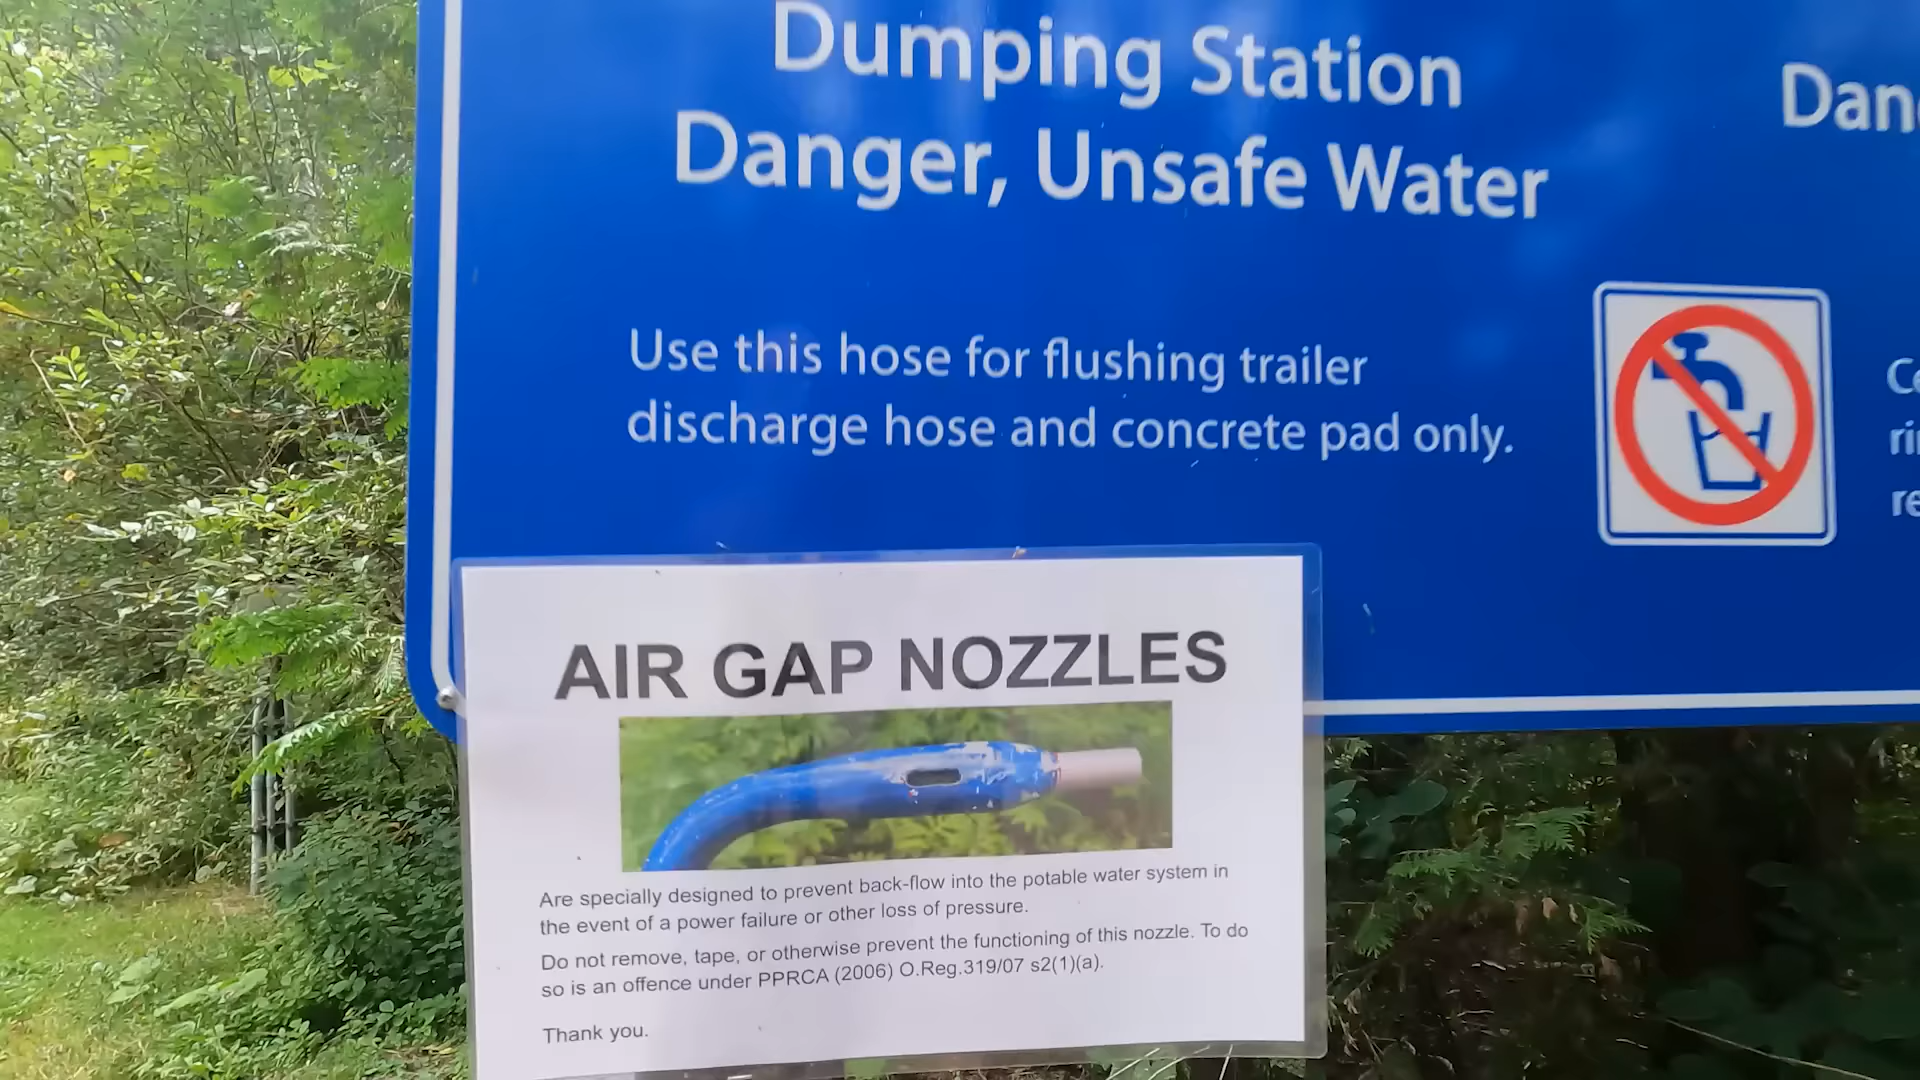 Dumping Station
Danger, Unsafe Water
Use this hose for flushing trailer
discharge hose and concrete pad only.
AIR GAP NOZZLES
Are specially designed to prevent back-flow into the potable water system in
the event of a power failure or other loss of pressure.
Do not remove, tape, or otherwise prevent the functioning of this nozzle. To do
so is an offence under PPRCA (2006) O.Reg.319/07 s2(1)(a).
Thank you.